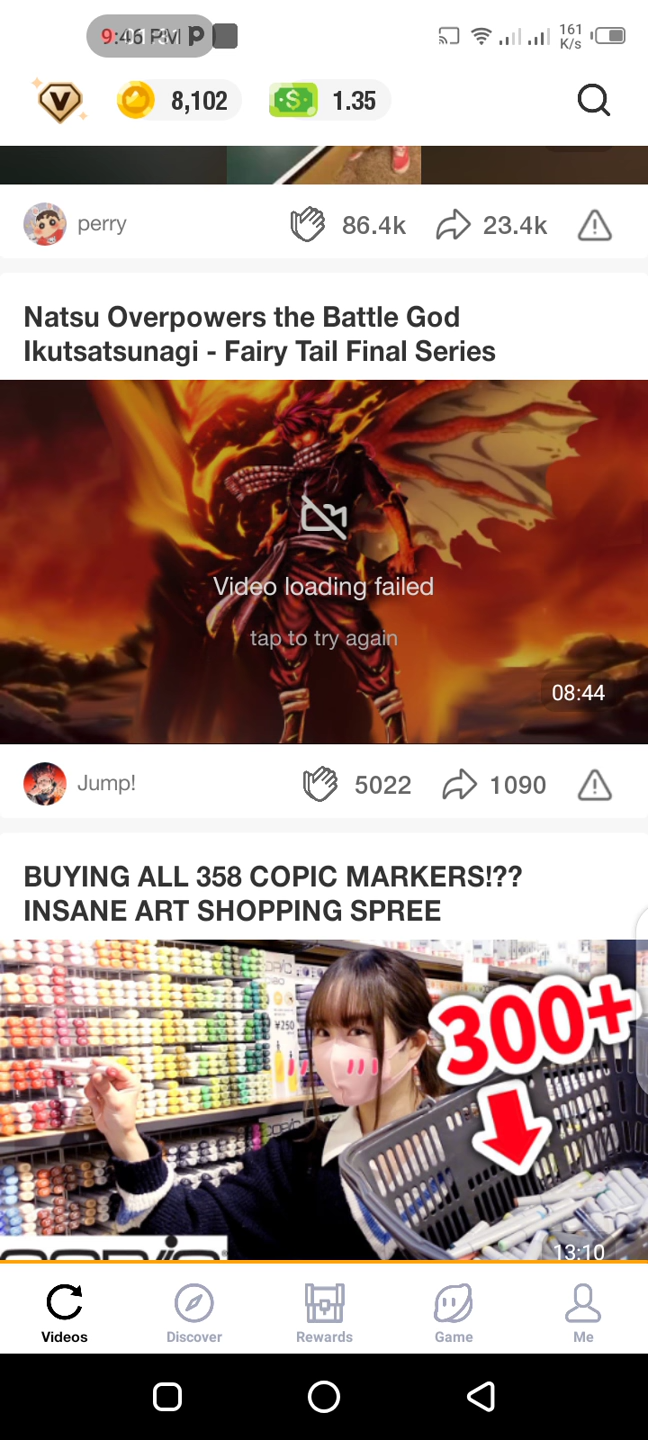 9:46 PM
161
K/s
V
8,102
1.35
perry
86.4k
23.4k
Natsu Overpowers the Battle God
Ikutsatsunagi - Fairy Tail Final Series
Video loading failed
tap to try again
08:44
Jump!
5022
1090
BUYING ALL 358 COPIC MARKERS!??
INSANE ART SHOPPING SPREE
¥250
300+
13:10
Videos
Discover
Rewards
Game
Me